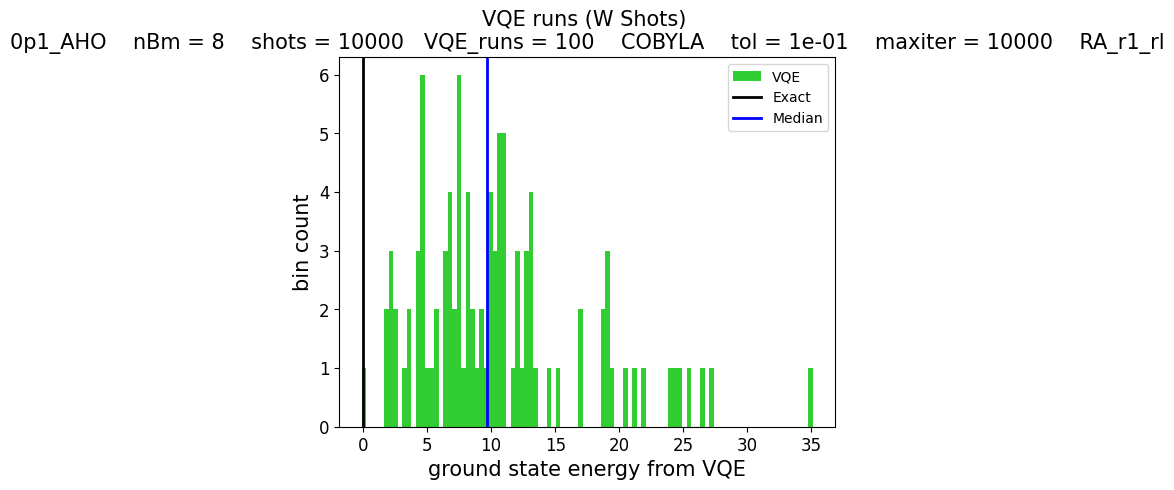 VQE runs (W Shots)
0p1_AHO nBm = 8 shots = 10000 VQE_runs = 100 COBYLA tol = 1e-01 maxiter = 10000 RA_r1_rl
VQE
Exact
Median
6
5
4
3
2
1
0
bin count
0 5 10 15 20 25 30 35
ground state energy from VQE